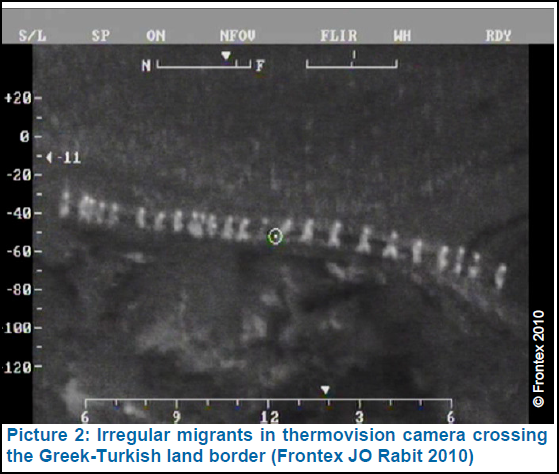 S/L SP ON NFOV FLIR WH RDY
N F
+20
0
-11
-20
-40
-60
-80
-100
-120
6 9 12 3 6
© Frontex 2010
Picture 2: Irregular migrants in thermovision camera crossing
the Greek-Turkish land border (Frontex JO Rabit 2010)